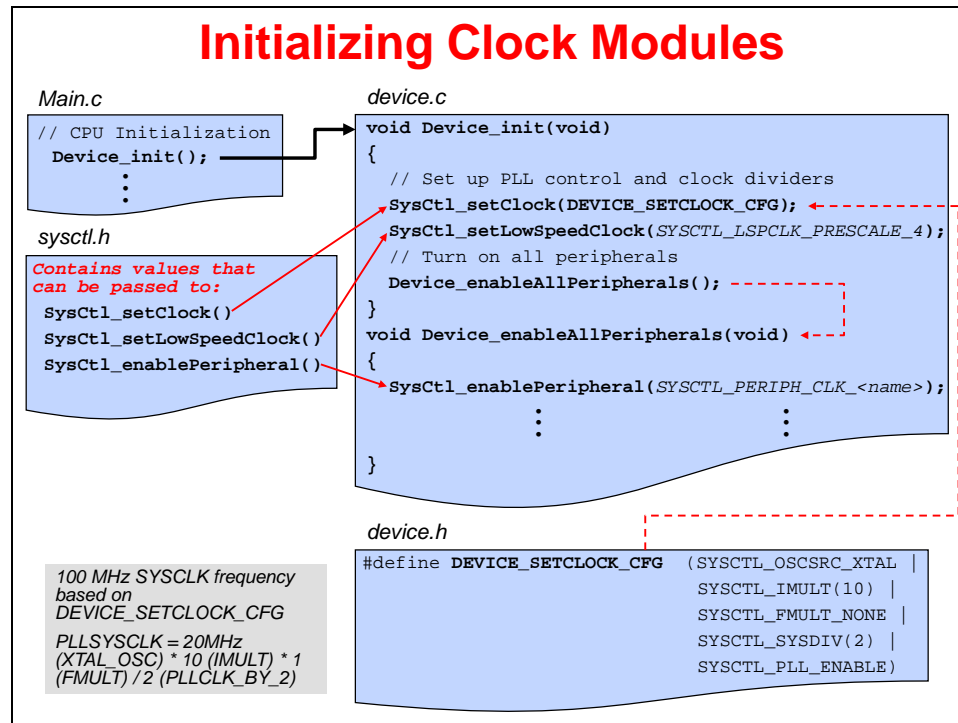 Initializing Clock Modules
Main.c
// CPU Initialization
Device_init();
sysctl.h
Contains values that
can be passed to:
SysCtl_setClock()
SysCtl_setLowSpeedClock()
SysCtl_enablePeripheral()
device.c
void Device_init(void)
{
// Set up PLL control and clock dividers
SysCtl_setClock(DEVICE_SETCLOCK_CFG);
SysCtl_setLowSpeedClock(SYSCTL_LSPCLK_PRESCALE_4);
// Turn on all peripherals
Device_enableAllPeripherals();
}
void Device_enableAllPeripherals(void)
{
SysCtl_enablePeripheral(SYSCTL_PERIPH_CLK_<name>);
}
device.h
#define DEVICE_SETCLOCK_CFG (SYSCTL_OSCSRC_XTAL |
SYSCTL_IMULT(10) |
SYSCTL_FMULT_NONE |
SYSCTL_SYSDIV(2) |
SYSCTL_PLL_ENABLE)
100 MHz SYSCLK frequency
based on
DEVICE_SETCLOCK_CFG
PLLSYSCLK = 20MHz
(XTAL_OSC) * 10 (IMULT) * 1
(FMULT) / 2 (PLLCLK_BY_2)